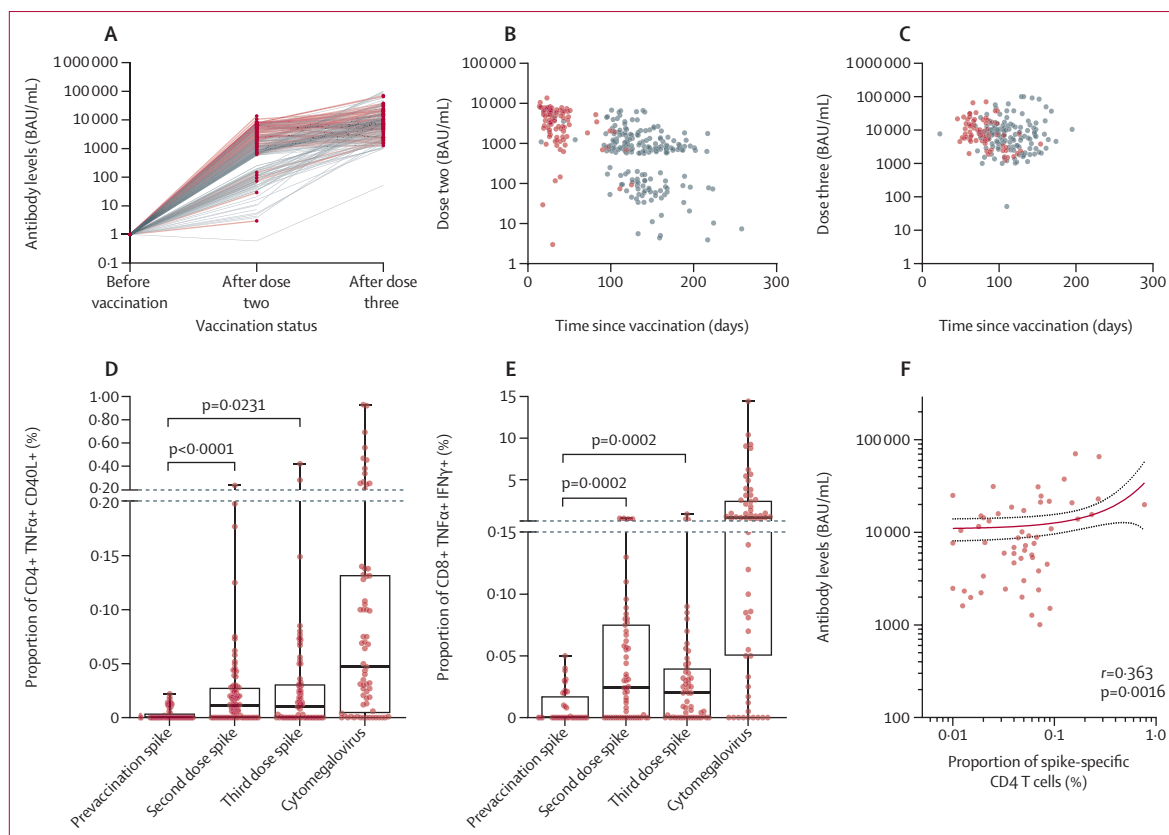 A
1000 000
100 000
10 000
1000
100
10
1
0·1
Antibody levels (BAU/mL)
Before
vaccination
After dose
two
After dose
three
Vaccination status
B
1000 000
100 000
10 000
1000
100
10
1
Dose two (BAU/mL)
0
100
200
300
Time since vaccination (days)
C
1000 000
100 000
10 000
1000
100
10
1
Dose three (BAU/mL)
0
100
200
300
Time since vaccination (days)
D
1·00
0·80
0·60
0·40
0·20
0·20
0·15
0·10
0·05
0
Proportion of CD4+ TNFα+ CD40L+ (%)
p=0·0231
p<0·0001
Prevaccination spike
Second dose spike
Third dose spike
Cytomegalovirus
E
15
10
5
0·15
0·10
0·05
0
Proportion of CD8+ TNFα+ IFNγ+ (%)
p=0·0002
p=0·0002
Prevaccination spike
Second dose spike
Third dose spike
Cytomegalovirus
F
100 000
10 000
1000
100
Antibody levels (BAU/mL)
r=0·363
p=0·0016
0·01
0·1
1·0
Proportion of spike-specific
CD4 T cells (%)